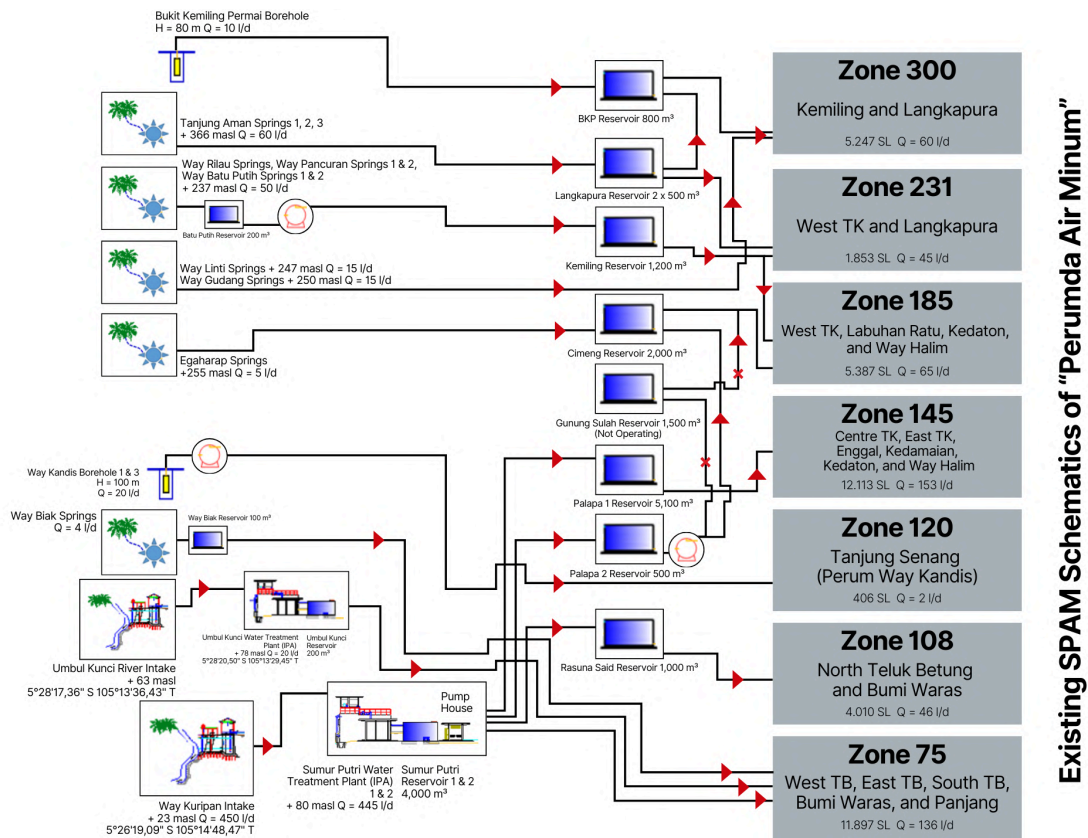 Bukit Kemiling Permai Borehole
H = 80 m Q = 10 l/d
Tanjung Aman Springs 1, 2, 3
+ 366 masl Q = 60 l/d
Way Rilau Springs, Way Pancuran Springs 1 & 2,
Way Batu Putih Springs 1 & 2
+ 237 masl Q = 50 l/d
Batu Putih Reservoir 200 m³
Way Linti Springs + 247 masl Q = 15 l/d
Way Gudang Springs + 250 masl Q = 15 l/d
Egaharap Springs
+255 masl Q = 5 l/d
Way Kandis Borehole 1 & 3
H = 100 m
Q = 20 l/d
Way Biak Springs
Q = 4 l/d
Way Biak Reservoir 100 m³
Umbul Kunci River Intake
+ 63 masl
5°28'17,36" S 105°13'36,43" T
Umbul Kunci Water Treatment
Plant (IPA)
+ 78 masl Q = 20 l/d
5°28'20,50" S 105°13'29,45" T
Umbul Kunci
Reservoir
200 m³
Way Kuripan Intake
+ 23 masl Q = 450 l/d
5°26'19,09" S 105°14'48,47" T
Pump
House
Sumur Putri Water
Treatment Plant (IPA)
1 & 2
+ 80 masl Q = 445 l/d
Sumur Putri
Reservoir 1 & 2
4,000 m³
BKP Reservoir 800 m³
Langkapura Reservoir 2 x 500 m³
Kemiling Reservoir 1,200 m³
Cimeng Reservoir 2,000 m³
Gunung Sulah Reservoir 1,500 m³
(Not Operating)
Palapa 1 Reservoir 5,100 m³
Palapa 2 Reservoir 500 m³
Rasuna Said Reservoir 1,000 m³
Zone 300
Kemiling and Langkapura
5.247 SL Q = 60 l/d
Zone 231
West TK and Langkapura
1.853 SL Q = 45 l/d
Zone 185
West TK, Labuhan Ratu, Kedaton,
and Way Halim
5.387 SL Q = 65 l/d
Zone 145
Centre TK, East TK,
Enggal, Kedamaian,
Kedaton, and Way Halim
12.113 SL Q = 153 l/d
Zone 120
Tanjung Senang
(Perum Way Kandis)
406 SL Q = 2 l/d
Zone 108
North Teluk Betung
and Bumi Waras
4.010 SL Q = 46 l/d
Zone 75
West TB, East TB, South TB,
Bumi Waras, and Panjang
11.897 SL Q = 136 l/d
Existing SPAM Schematics of “Perumda Air Minum”